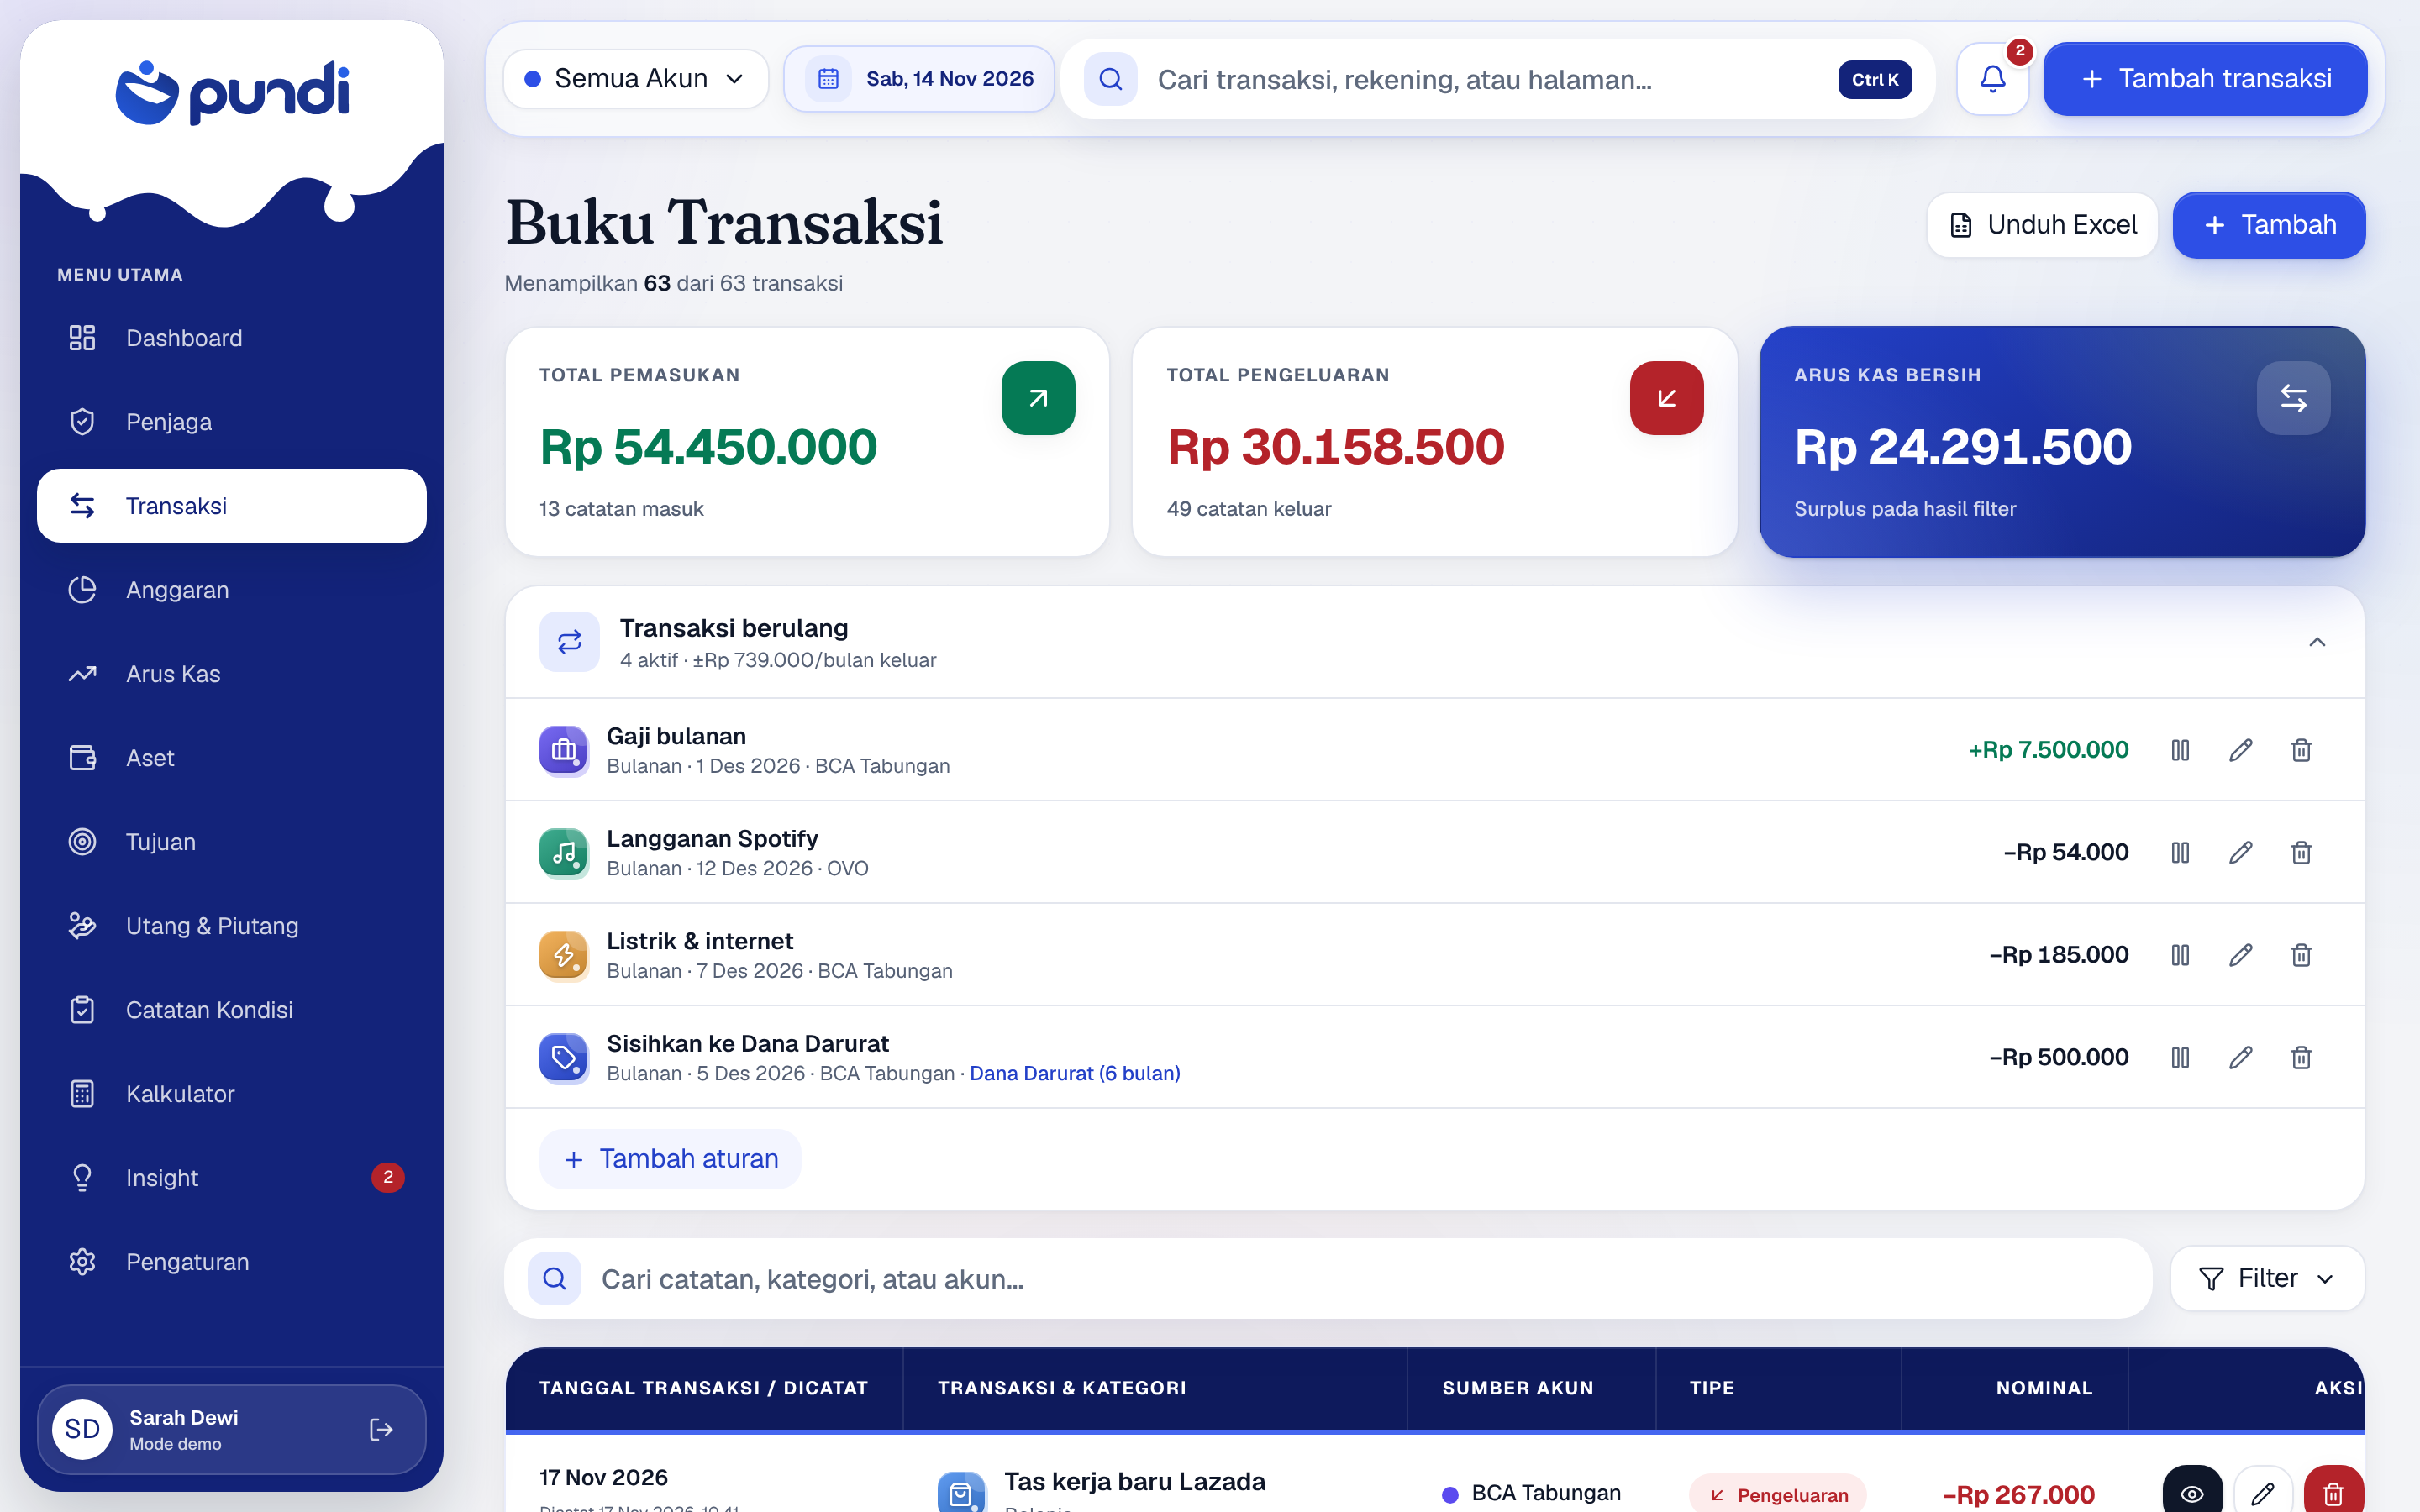 pundi
MENU UTAMA
Dashboard
Penjaga
Transaksi
Anggaran
Arus Kas
Aset
Tujuan
Utang & Piutang
Catatan Kondisi
Kalkulator
Insight 2
Pengaturan
SD
Sarah Dewi
Mode demo
Semua Akun
Sab, 14 Nov 2026
Cari transaksi, rekening, atau halaman...
Ctrl K
2
+ Tambah transaksi
Buku Transaksi
Menampilkan 63 dari 63 transaksi
Unduh Excel
+ Tambah
TOTAL PEMASUKAN
Rp 54.450.000
13 catatan masuk
TOTAL PENGELUARAN
Rp 30.158.500
49 catatan keluar
ARUS KAS BERSIH
Rp 24.291.500
Surplus pada hasil filter
Transaksi berulang
4 aktif · ±Rp 739.000/bulan keluar
Gaji bulanan
Bulanan · 1 Des 2026 · BCA Tabungan
+Rp 7.500.000
Langganan Spotify
Bulanan · 12 Des 2026 · OVO
−Rp 54.000
Listrik & internet
Bulanan · 7 Des 2026 · BCA Tabungan
−Rp 185.000
Sisihkan ke Dana Darurat
Bulanan · 5 Des 2026 · BCA Tabungan · Dana Darurat (6 bulan)
−Rp 500.000
+ Tambah aturan
Cari catatan, kategori, atau akun...
Filter
TANGGAL TRANSAKSI / DICATAT TRANSAKSI & KATEGORI SUMBER AKUN TIPE NOMINAL AKSI
17 Nov 2026
Tas kerja baru Lazada
BCA Tabungan
Pengeluaran
−Rp 267.000